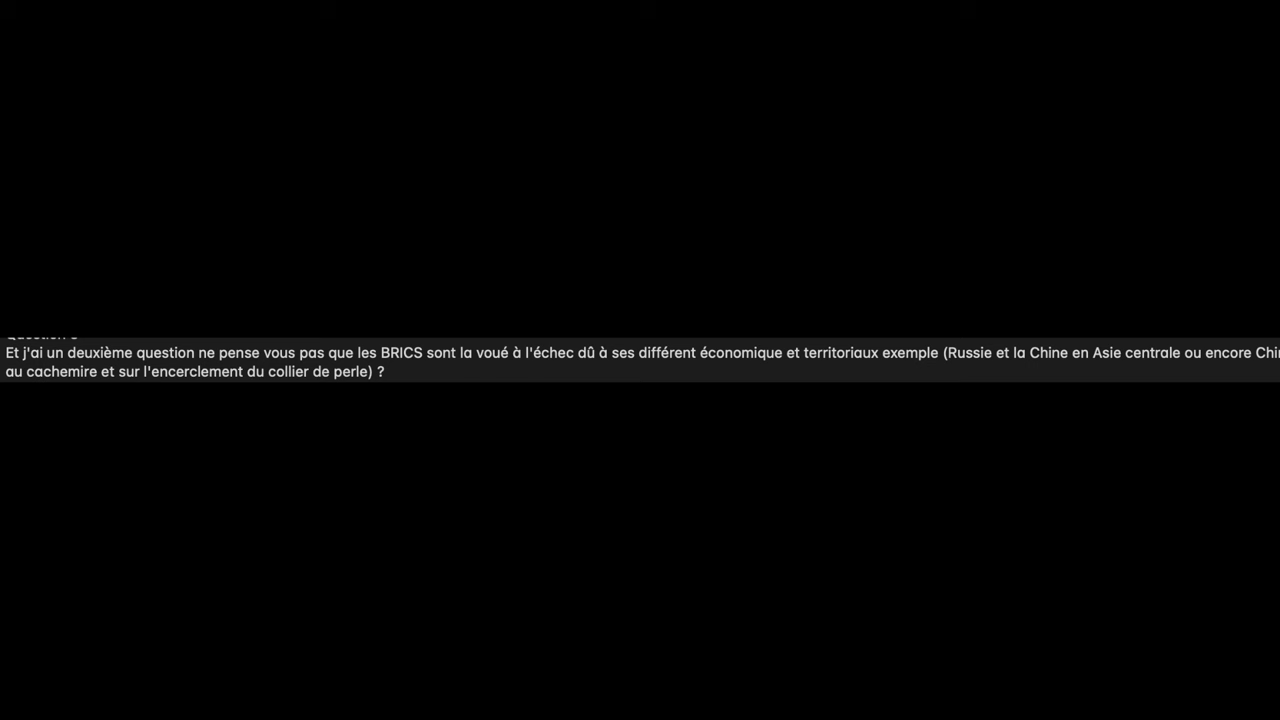 Et j'ai un deuxième question ne pense vous pas que les BRICS sont la voué à l'échec dû à ses différent économique et territoriaux exemple (Russie et la Chine en Asie centrale ou encore
au cachemire et sur l'encerclement du collier de perle) ?